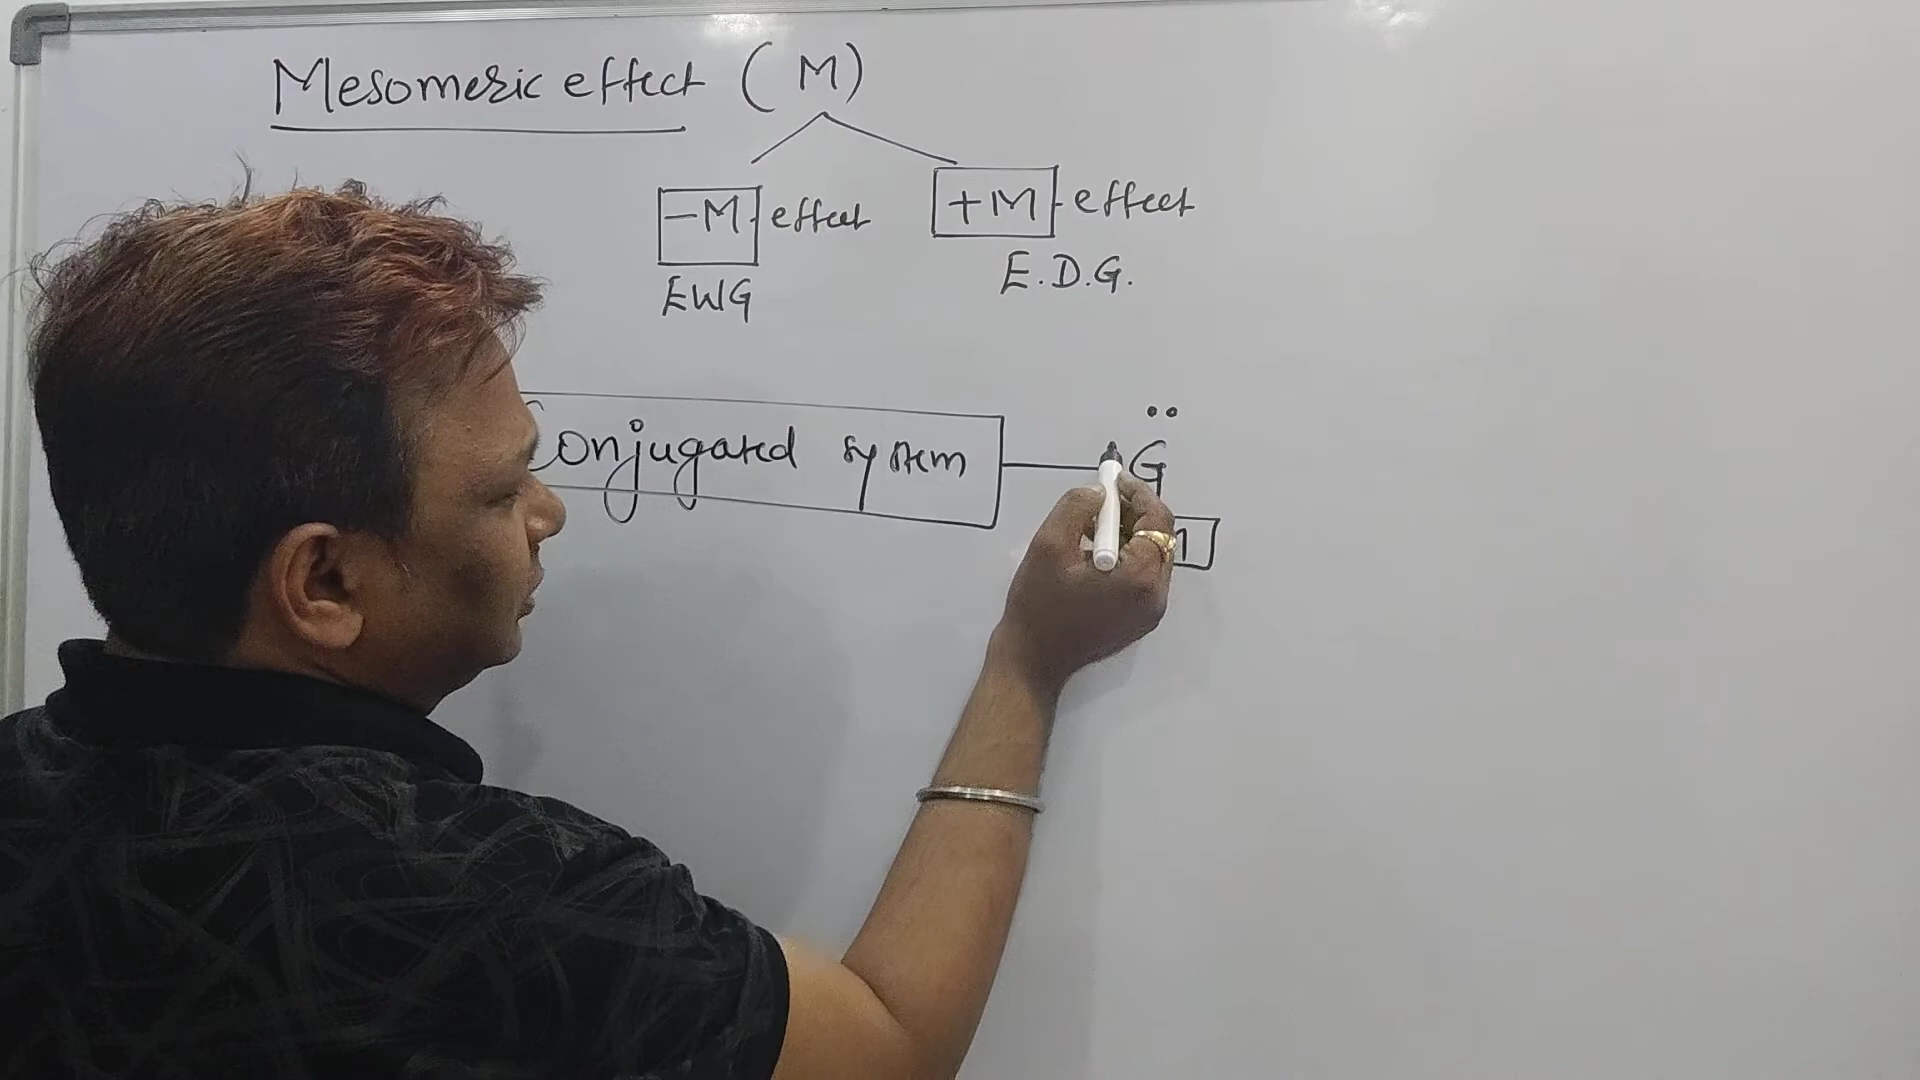 Mesomeric effect (M)
-M effect +M effect
EWG E.D.G.
Conjugated system G